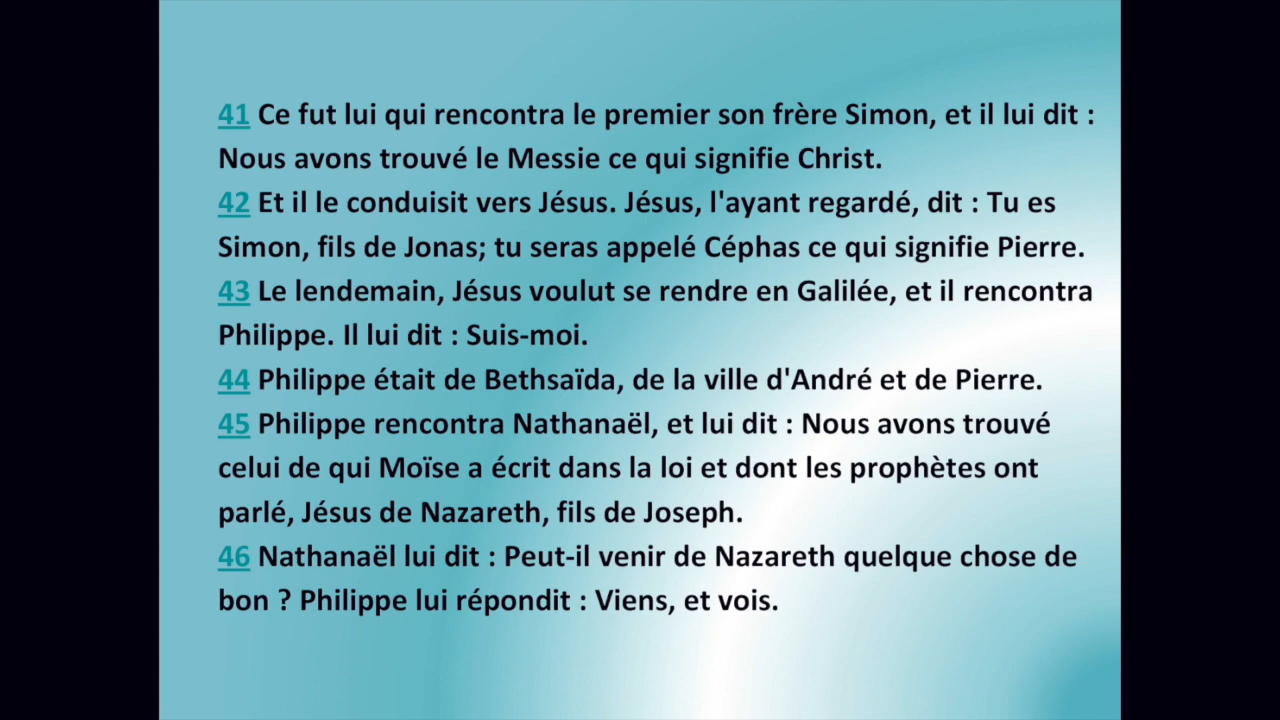 41 Ce fut lui qui rencontra le premier son frère Simon, et il lui dit :
Nous avons trouvé le Messie ce qui signifie Christ.
42 Et il le conduisit vers Jésus. Jésus, l'ayant regardé, dit : Tu es
Simon, fils de Jonas; tu seras appelé Céphas ce qui signifie Pierre.
43 Le lendemain, Jésus voulut se rendre en Galilée, et il rencontra
Philippe. Il lui dit : Suis-moi.
44 Philippe était de Bethsaïda, de la ville d'André et de Pierre.
45 Philippe rencontra Nathanaël, et lui dit : Nous avons trouvé
celui de qui Moïse a écrit dans la loi et dont les prophètes ont
parlé, Jésus de Nazareth, fils de Joseph.
46 Nathanaël lui dit : Peut-il venir de Nazareth quelque chose de
bon ? Philippe lui répondit : Viens, et vois.